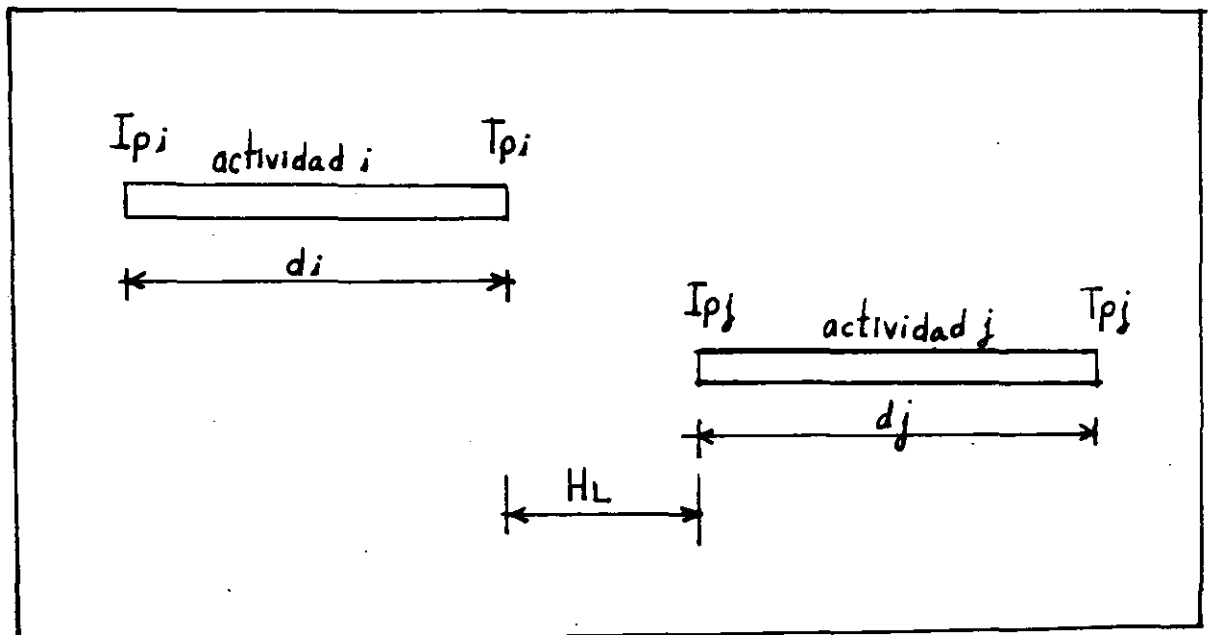 Ipi
Tpi
actividad i
di
Ipj
Tpj
actividad j
dj
HL